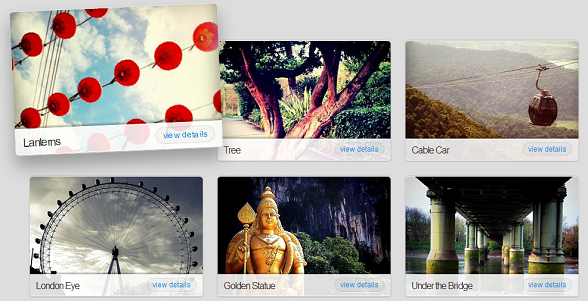 Lanterns view details
Tree view details
Cable Car view details
London Eye view details
Golden Statue view details
Under the Bridge view details